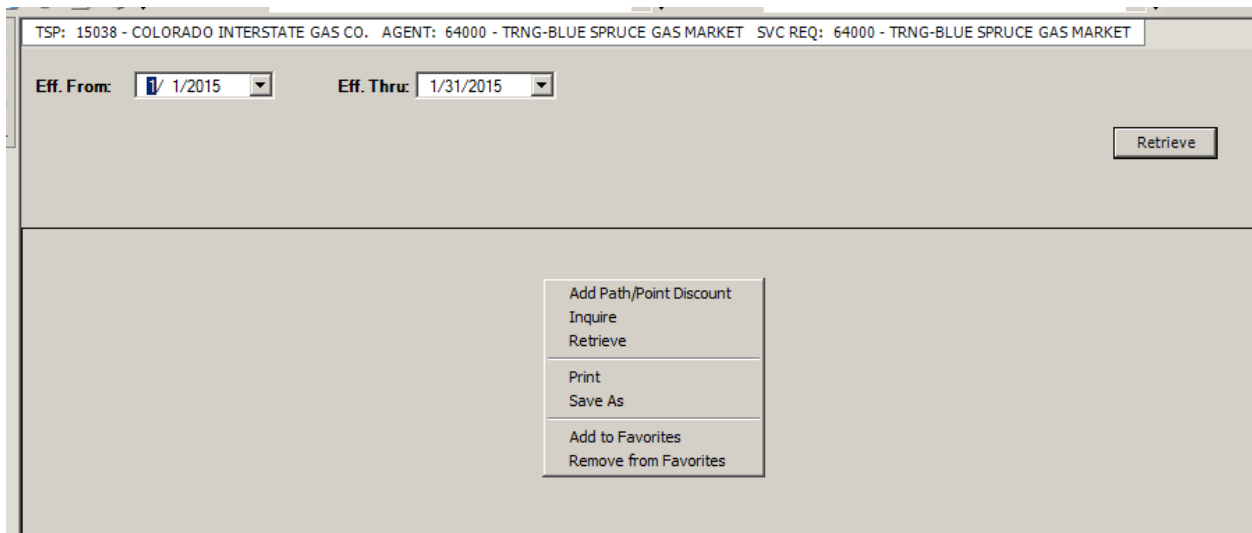 TSP: 15038 - COLORADO INTERSTATE GAS CO. AGENT: 64000 - TRNG-BLUE SPRUCE GAS MARKET SVC REQ: 64000 - TRNG-BLUE SPRUCE GAS MARKET
Eff. From: 1/ 1/2015 Eff. Thru: 1/31/2015
Retrieve
Add Path/Point Discount
Inquire
Retrieve
Print
Save As
Add to Favorites
Remove from Favorites